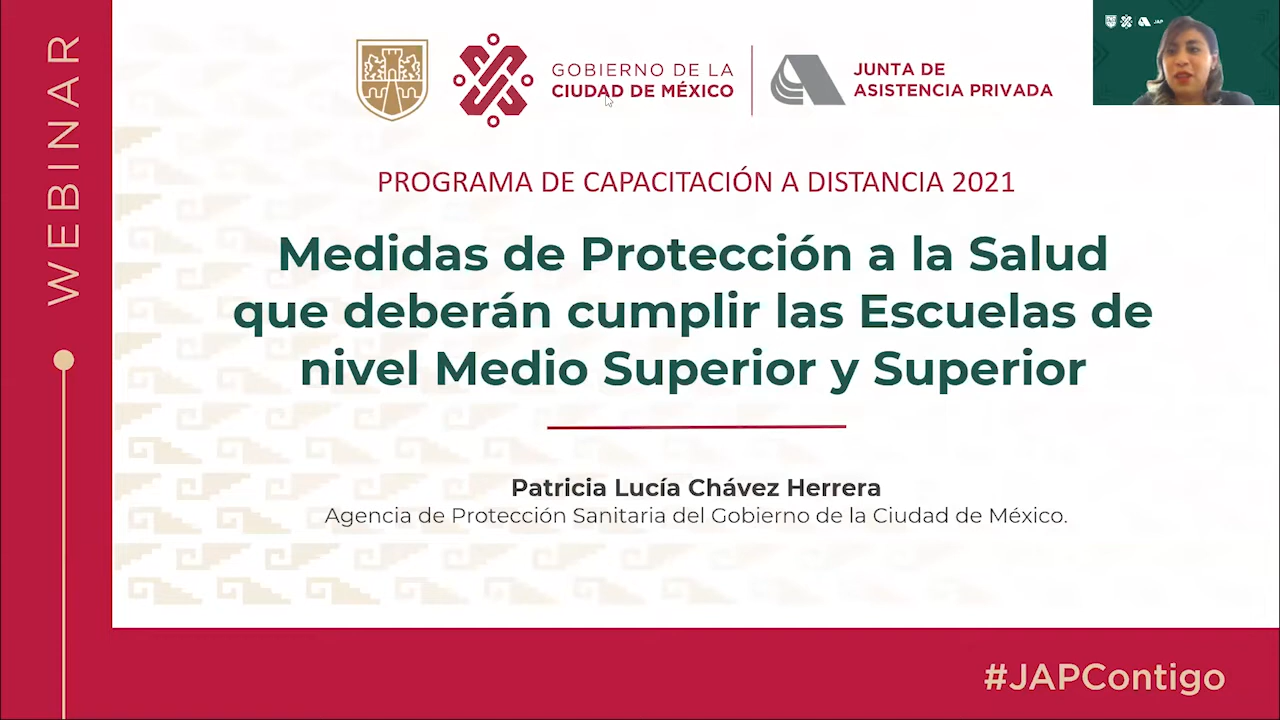 WEBINAR
GOBIERNO DE LA
CIUDAD DE MÉXICO
JUNTA DE
ASISTENCIA PRIVADA
JAP
PROGRAMA DE CAPACITACIÓN A DISTANCIA 2021
Medidas de Protección a la Salud
que deberán cumplir las Escuelas de
nivel Medio Superior y Superior
Patricia Lucía Chávez Herrera
Agencia de Protección Sanitaria del Gobierno de la Ciudad de México.
#JAPContigo